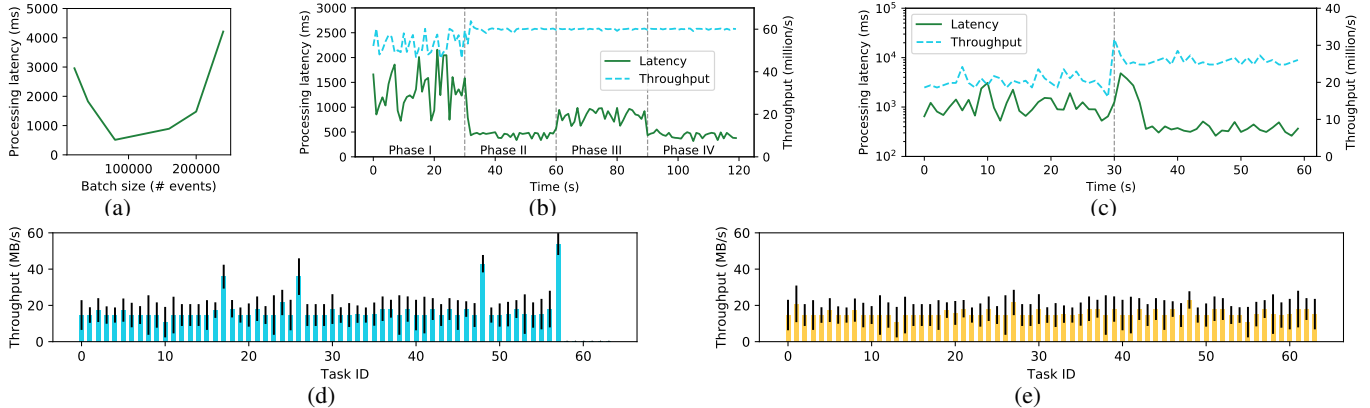 5000
4000
3000
2000
1000
0
Processing latency (ms)
100000 200000
Batch size (# events)
(a)
3000
2500
2000
1500
1000
500
0
Processing latency (ms)
Latency
Throughput
Phase I Phase II Phase III Phase IV
60
40
20
0
Throughput (million/s)
0 20 40 60 80 100 120
Time (s)
(b)
10^5
10^4
10^3
10^2
Processing latency (ms)
Latency
Throughput
40
30
20
10
0
Throughput (million/s)
0 10 20 30 40 50 60
Time (s)
(c)
60
40
20
0
Throughput (MB/s)
0 10 20 30 40 50 60
Task ID
(d)
60
40
20
0
Throughput (MB/s)
0 10 20 30 40 50 60
Task ID
(e)